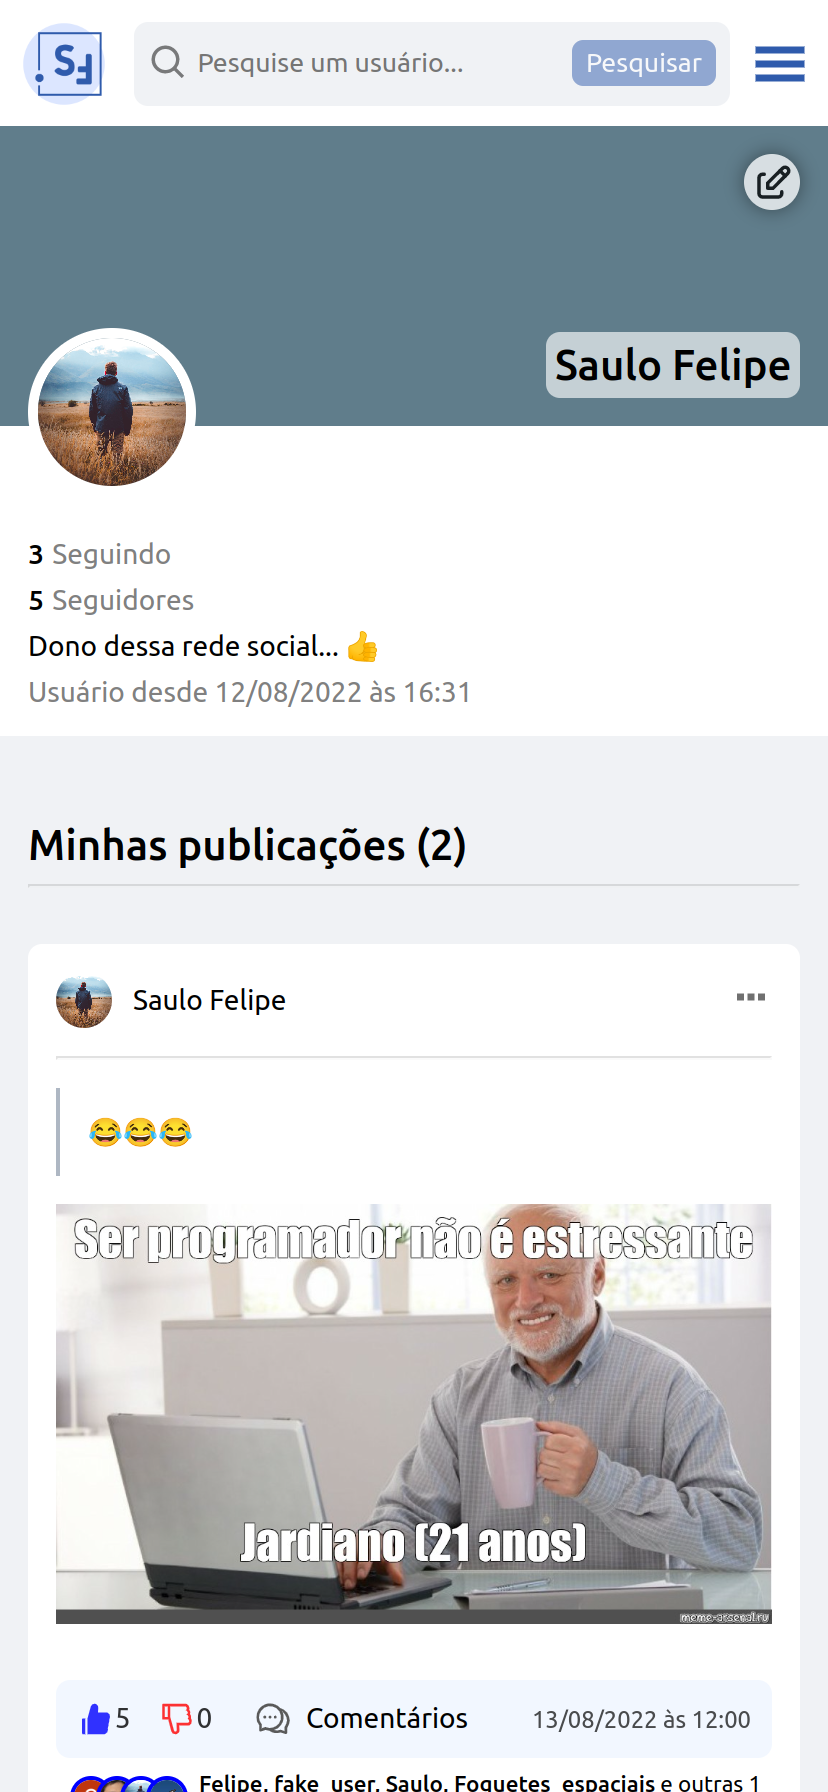 SF
Pesquise um usuário...
Pesquisar
Saulo Felipe
3 Seguindo
5 Seguidores
Dono dessa rede social... 👍
Usuário desde 12/08/2022 às 16:31
Minhas publicações (2)
Saulo Felipe
😂😂😂
Ser programador não é estressante
Jardiano (21 anos)
meme-arsenal.ru
5 0 Comentários 13/08/2022 às 12:00
Felipe, fake_user, Saulo, Foguetes_espaciais e outras 1